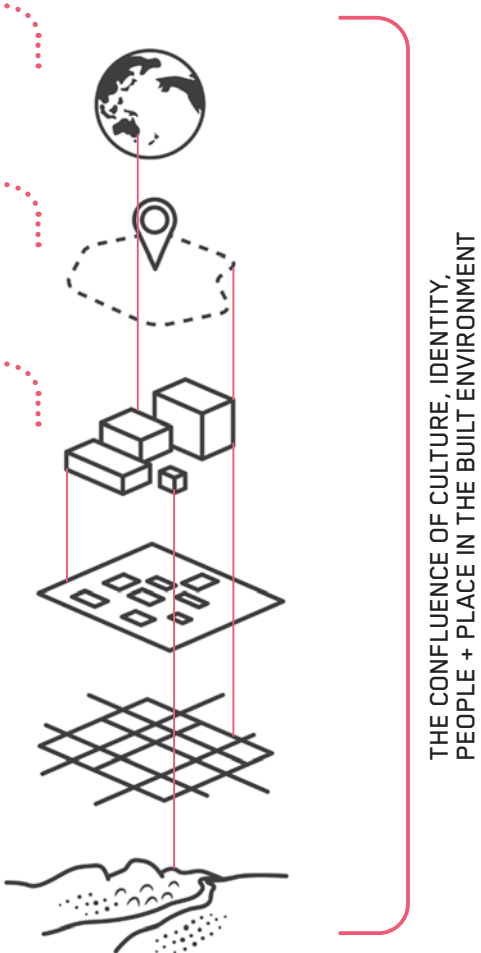 THE CONFLUENCE OF CULTURE, IDENTITY,
PEOPLE + PLACE IN THE BUILT ENVIRONMENT